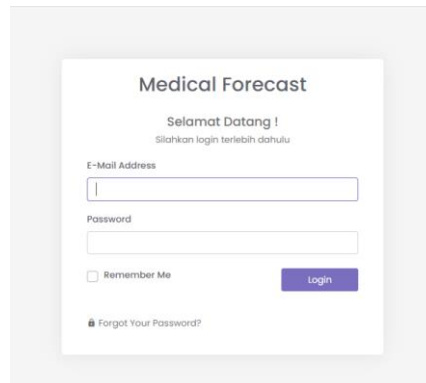 Medical Forecast
Selamat Datang !
Silahkan login terlebih dahulu
E-Mail Address
Password
Remember Me
Login
Forgot Your Password?